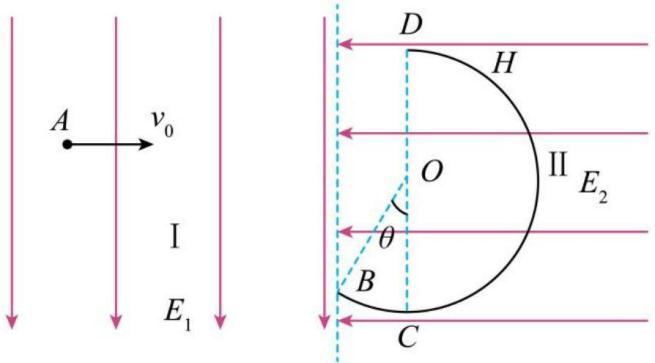 D
H
A
v₀
O
Ⅱ
E₂
Ⅰ
θ
B
E₁
C